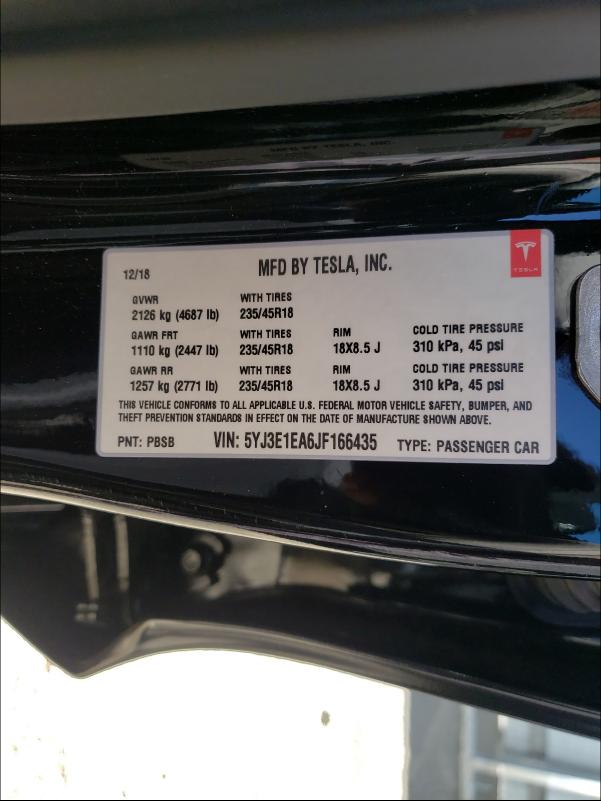 MFD BY TESLA, INC.
12/18 MFD BY TESLA, INC.
TESLA
GVWR WITH TIRES
2126 kg (4687 lb) 235/45R18
GAWR FRT WITH TIRES RIM COLD TIRE PRESSURE
1110 kg (2447 lb) 235/45R18 18X8.5 J 310 kPa, 45 psi
GAWR RR WITH TIRES RIM COLD TIRE PRESSURE
1257 kg (2771 lb) 235/45R18 18X8.5 J 310 kPa, 45 psi
THIS VEHICLE CONFORMS TO ALL APPLICABLE U.S. FEDERAL MOTOR VEHICLE SAFETY, BUMPER, AND
THEFT PREVENTION STANDARDS IN EFFECT ON THE DATE OF MANUFACTURE SHOWN ABOVE.
PNT: PBSB VIN: 5YJ3E1EA6JF166435 TYPE: PASSENGER CAR